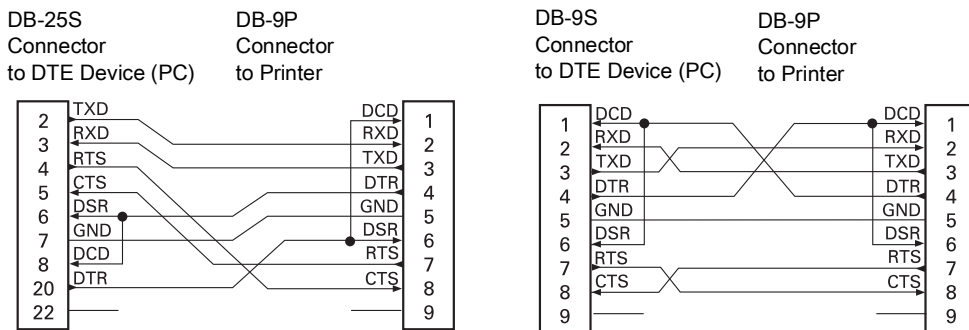 DB-25S
Connector
to DTE Device (PC)
DB-9P
Connector
to Printer
2 TXD DCD 1
3 RXD RXD 2
4 RTS TXD 3
5 CTS DTR 4
6 DSR GND 5
7 GND DSR 6
8 DCD RTS 7
20 DTR CTS 8
22 9
DB-9S
Connector
to DTE Device (PC)
DB-9P
Connector
to Printer
1 DCD DCD 1
2 RXD RXD 2
3 TXD TXD 3
4 DTR DTR 4
5 GND GND 5
6 DSR DSR 6
7 RTS RTS 7
8 CTS CTS 8
9 9